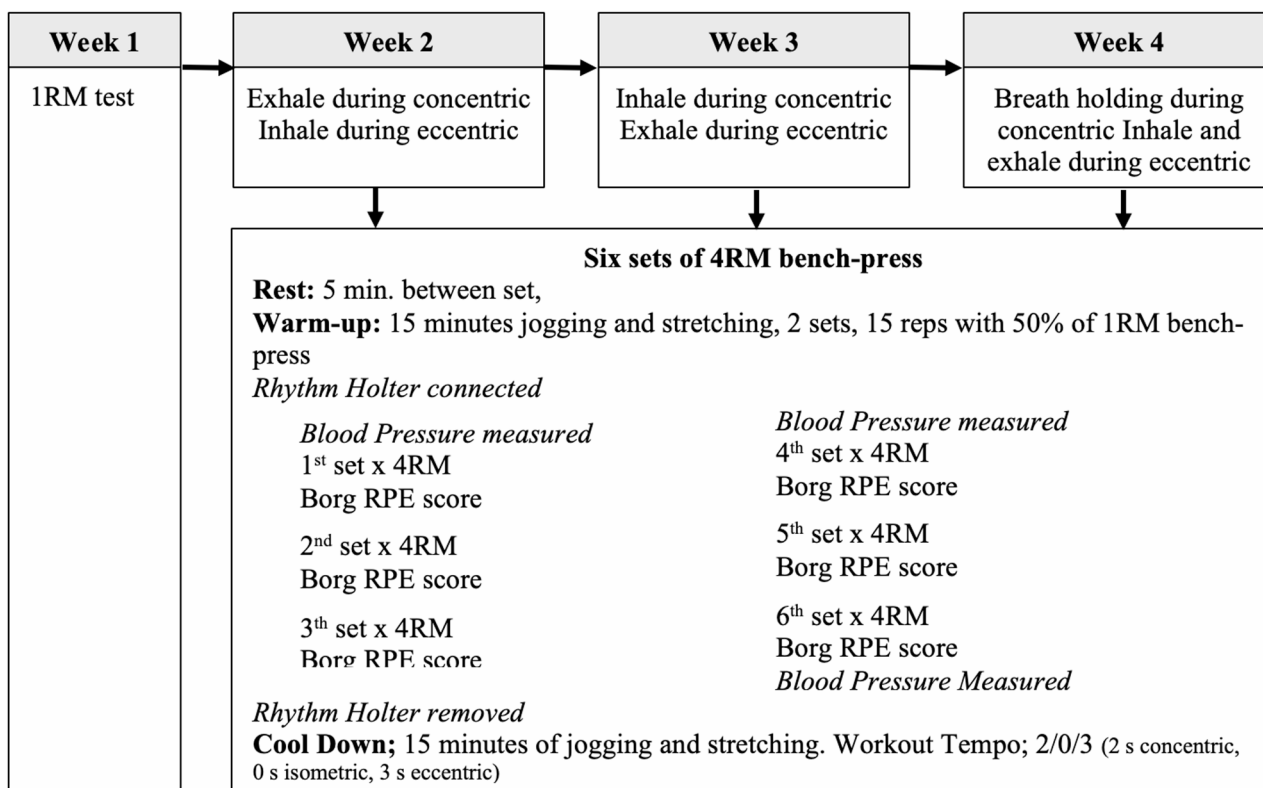 Week 1
1RM test
Week 2
Exhale during concentric
Inhale during eccentric
Week 3
Inhale during concentric
Exhale during eccentric
Week 4
Breath holding during
concentric Inhale and
exhale during eccentric
Six sets of 4RM bench-press
Rest: 5 min. between set,
Warm-up: 15 minutes jogging and stretching, 2 sets, 15 reps with 50% of 1RM bench-
press
Rhythm Holter connected
Blood Pressure measured
1st set x 4RM
Borg RPE score
2nd set x 4RM
Borg RPE score
3th set x 4RM
Borg RPE score
Blood Pressure measured
4th set x 4RM
Borg RPE score
5th set x 4RM
Borg RPE score
6th set x 4RM
Borg RPE score
Blood Pressure Measured
Rhythm Holter removed
Cool Down; 15 minutes of jogging and stretching. Workout Tempo; 2/0/3 (2 s concentric,
0 s isometric, 3 s eccentric)